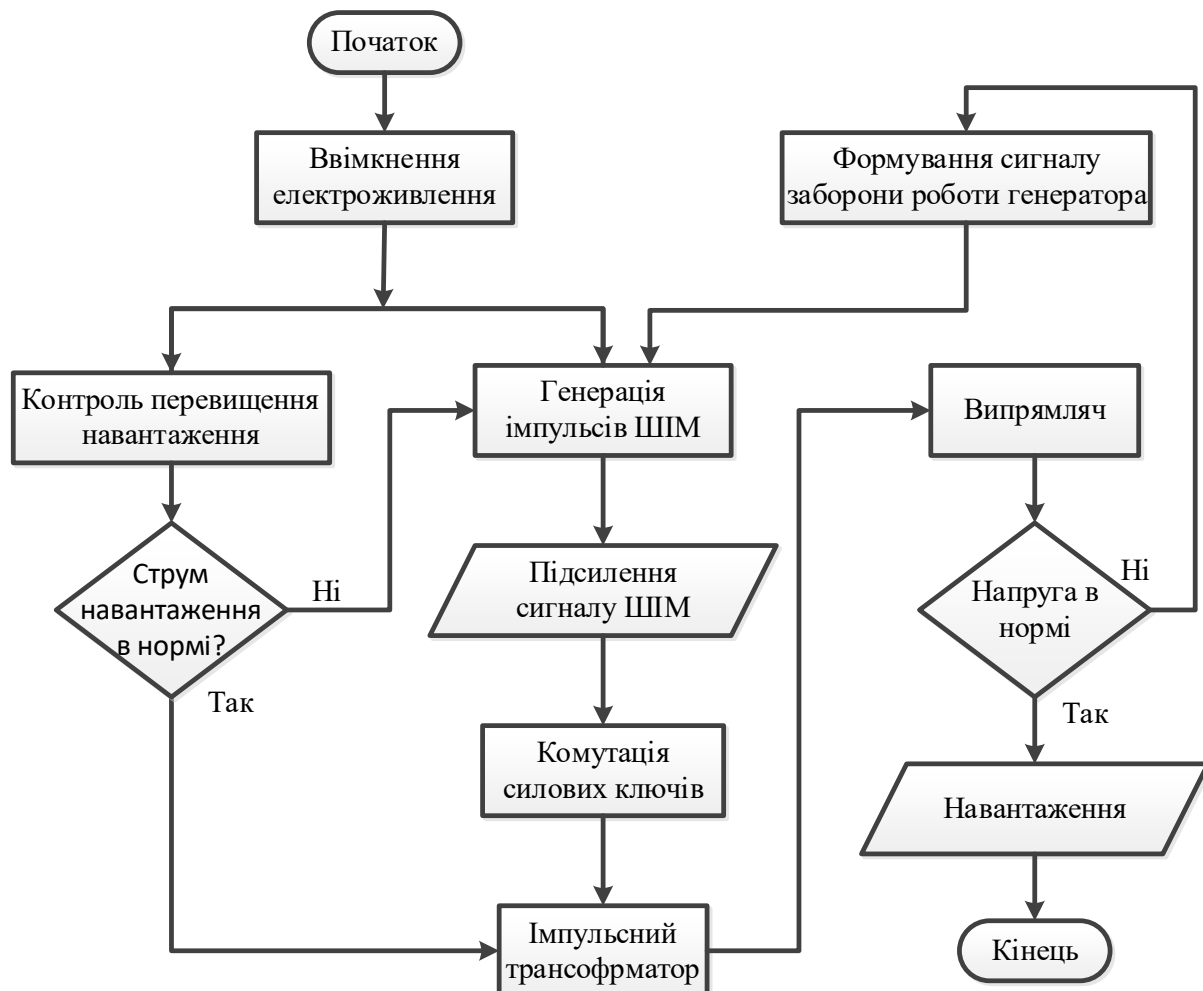 Початок
Ввімкнення
електроживлення
Формування сигналу
заборони роботи генератора
Контроль перевищення
навантаження
Генерація
імпульсів ШІМ
Випрямляч
Струм
навантаження
в нормі?
Ні
Так
Підсилення
сигналу ШІМ
Напруга в
нормі
Ні
Так
Комутація
силових ключів
Навантаження
Імпульсний
трансофрматор
Кінець